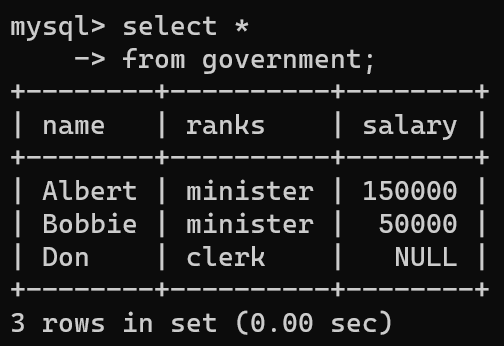 mysql> select *
    -> from government;
+--------+----------+--------+
| name   | ranks    | salary |
+--------+----------+--------+
| Albert | minister | 150000 |
| Bobbie | minister |  50000 |
| Don    | clerk    |   NULL |
+--------+----------+--------+
3 rows in set (0.00 sec)